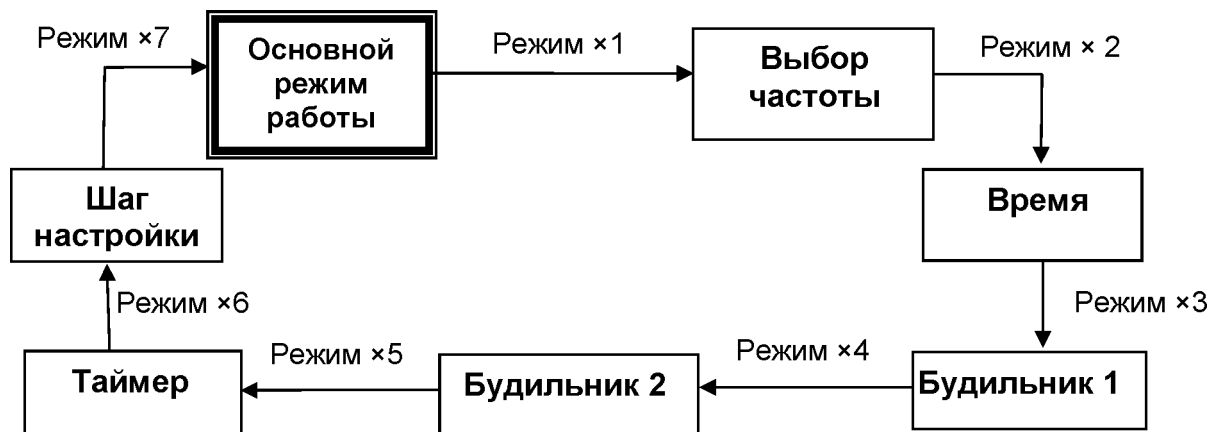 Режим ×7
Основной
режим
работы
Режим ×1
Выбор
частоты
Режим × 2
Время
Режим ×3
Будильник 1
Режим ×4
Будильник 2
Режим ×5
Таймер
Режим ×6
Шаг
настройки